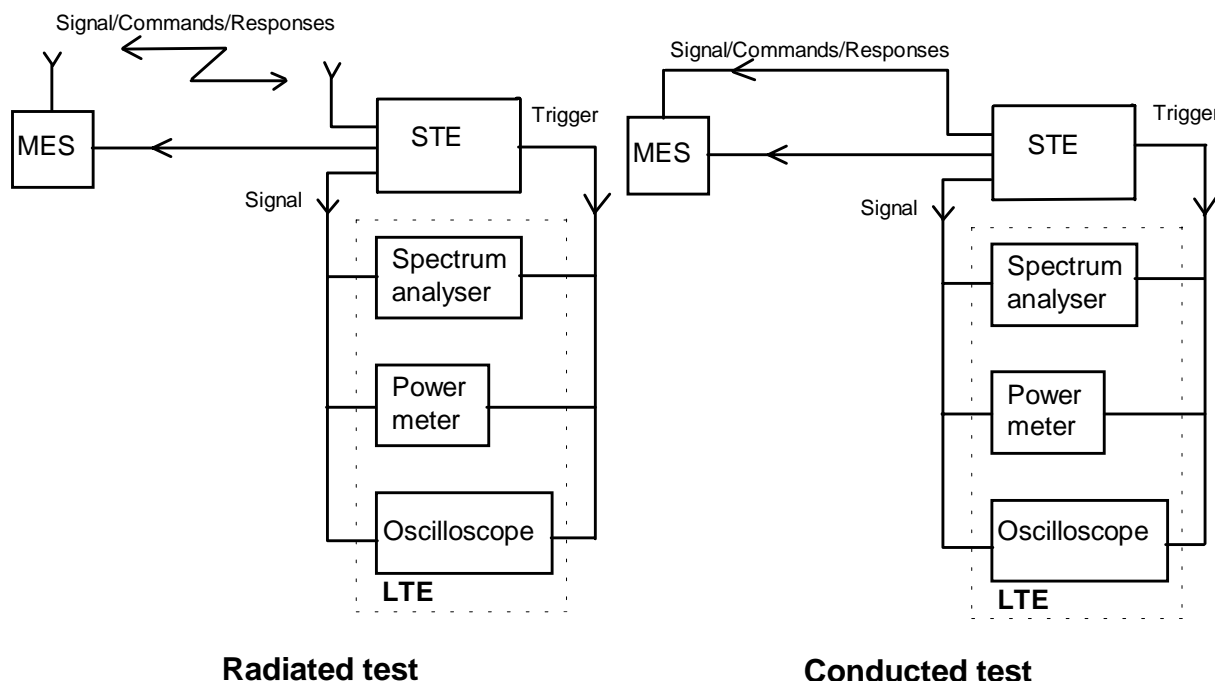 Signal/Commands/Responses
MES
STE
Trigger
Signal
Spectrum
analyser
Power
meter
Oscilloscope
LTE
Radiated test
Signal/Commands/Responses
MES
STE
Trigger
Signal
Spectrum
analyser
Power
meter
Oscilloscope
LTE
Conducted test